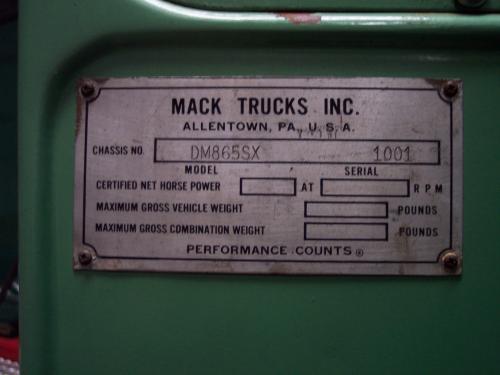 MACK TRUCKS INC.
ALLENTOWN, PA., U.S.A.
CHASSIS NO. DM865SX 1001
MODEL SERIAL
CERTIFIED NET HORSE POWER AT RPM
MAXIMUM GROSS VEHICLE WEIGHT POUNDS
MAXIMUM GROSS COMBINATION WEIGHT POUNDS
PERFORMANCE COUNTS®